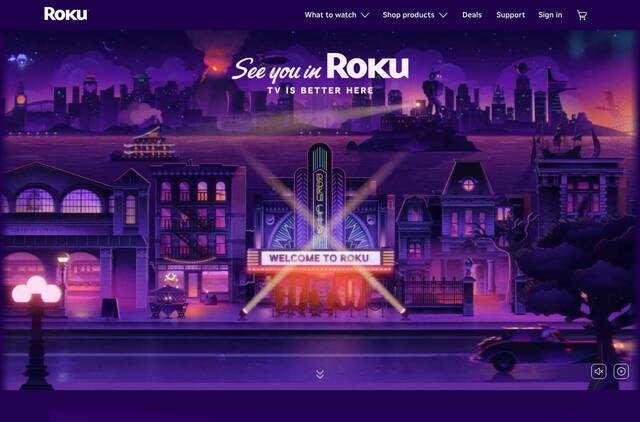 Roku
What to watch
Shop products
Deals
Support
Sign in
See you in Roku
TV IS BETTER HERE
WELCOME TO ROKU